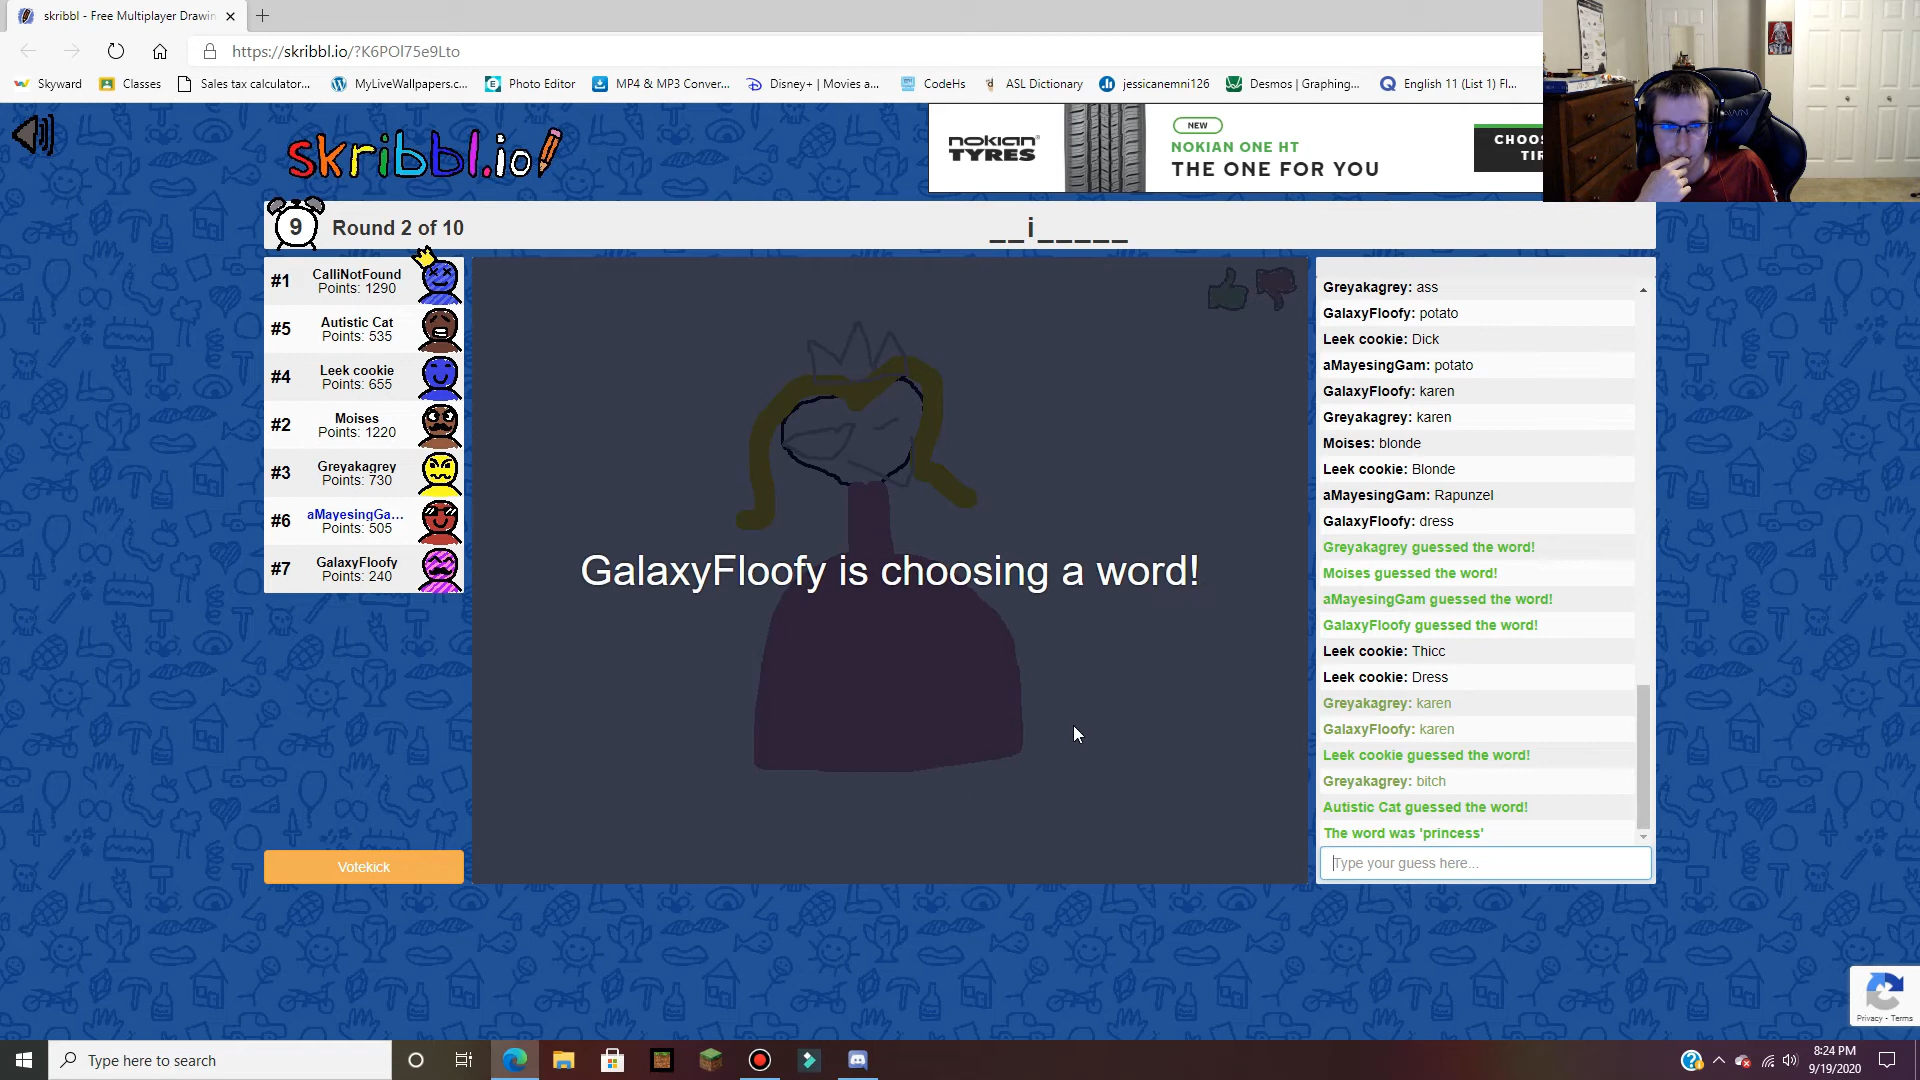 skribbl - Free Multiplayer Drawin
https://skribbl.io/?K6POl75e9Lto
Skyward
Classes
Sales tax calculator...
MyLiveWallpapers.c...
Photo Editor
MP4 & MP3 Conver...
Disney+ | Movies a...
CodeHs
ASL Dictionary
jessicanemni126
Desmos | Graphing...
English 11 (List 1) Fl...
skribbl.io
nokian TYRES
NEW
NOKIAN ONE HT
THE ONE FOR YOU
CHOOS
TIR
9
Round 2 of 10
__i_____
#1 CalliNotFound
Points: 1290
#5 Autistic Cat
Points: 535
#4 Leek cookie
Points: 655
#2 Moises
Points: 1220
#3 Greyakagrey
Points: 730
#6 aMayesingGa...
Points: 505
#7 GalaxyFloofy
Points: 240
Votekick
GalaxyFloofy is choosing a word!
Greyakagrey: ass
GalaxyFloofy: potato
Leek cookie: Dick
aMayesingGam: potato
GalaxyFloofy: karen
Greyakagrey: karen
Moises: blonde
Leek cookie: Blonde
aMayesingGam: Rapunzel
GalaxyFloofy: dress
Greyakagrey guessed the word!
Moises guessed the word!
aMayesingGam guessed the word!
GalaxyFloofy guessed the word!
Leek cookie: Thicc
Leek cookie: Dress
Greyakagrey: karen
GalaxyFloofy: karen
Leek cookie guessed the word!
Greyakagrey: bitch
Autistic Cat guessed the word!
The word was 'princess'
Type your guess here...
Privacy - Terms
Type here to search
8:24 PM
9/19/2020